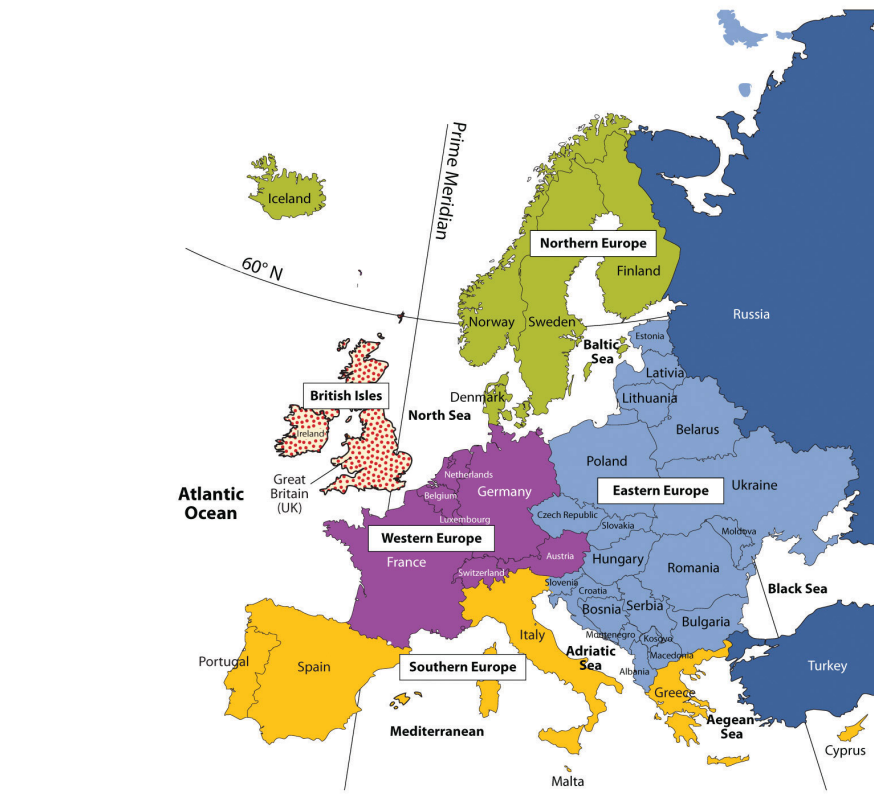 Prime Meridian
Iceland
60° N
Northern Europe
Finland
Norway
Sweden
Russia
Estonia
Baltic
Sea
Lativia
Lithuania
Denmark
British Isles
North Sea
Ireland
Belarus
Great
Britain
(UK)
Atlantic
Ocean
Netherlands
Belgium
Germany
Luxembourg
Poland
Eastern Europe
Ukraine
Czech Republic
Slovakia
Moldova
Western Europe
France
Austria
Switzerland
Hungary
Romania
Slovenia
Croatia
Bosnia
Serbia
Black Sea
Bulgaria
Montenegro
Kosovo
Macedonia
Albania
Italy
Adriatic
Sea
Portugal
Spain
Southern Europe
Turkey
Greece
Aegean
Sea
Mediterranean
Cyprus
Malta